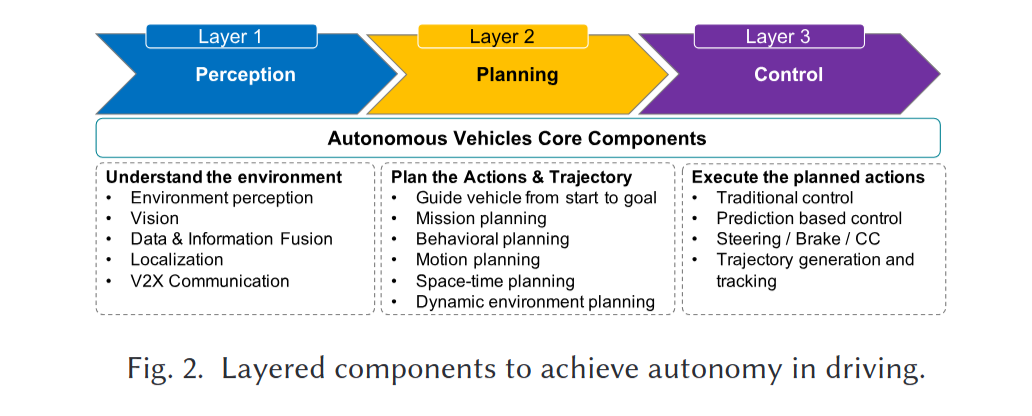 Layer 1
Perception
Layer 2
Planning
Layer 3
Control
Autonomous Vehicles Core Components
Understand the environment
• Environment perception
• Vision
• Data & Information Fusion
• Localization
• V2X Communication
Plan the Actions & Trajectory
• Guide vehicle from start to goal
• Mission planning
• Behavioral planning
• Motion planning
• Space-time planning
• Dynamic environment planning
Execute the planned actions
• Traditional control
• Prediction based control
• Steering / Brake / CC
• Trajectory generation and
tracking
Fig. 2. Layered components to achieve autonomy in driving.